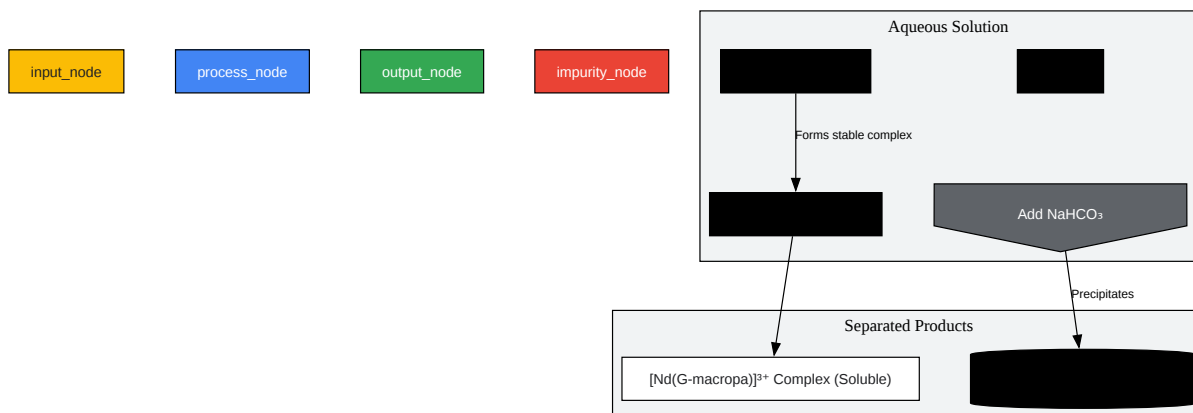 input_node
process_node
output_node
impurity_node
Aqueous Solution
Forms stable complex
Add NaHCO₃
Precipitates
Separated Products
[Nd(G-macropa)]³⁺ Complex (Soluble)